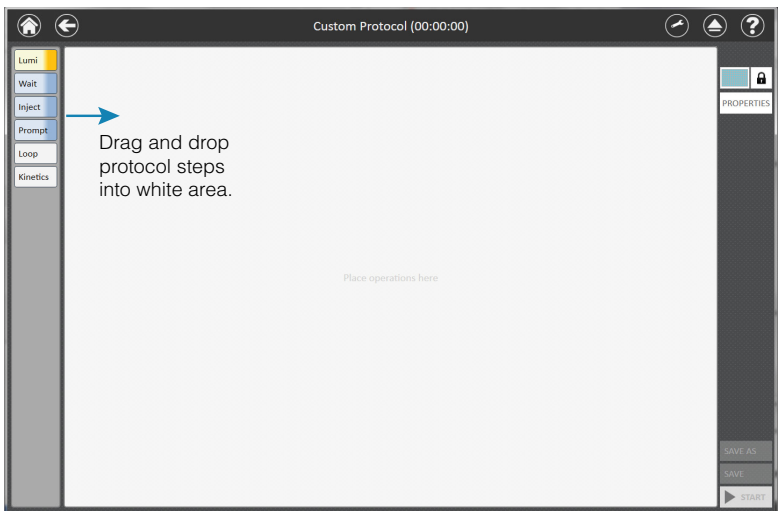 Custom Protocol (00:00:00)
?
Lumi
Wait
Inject
Prompt
Loop
Kinetics
Drag and drop
protocol steps
into white area.
Place operations here
PROPERTIES
SAVE AS
SAVE
START